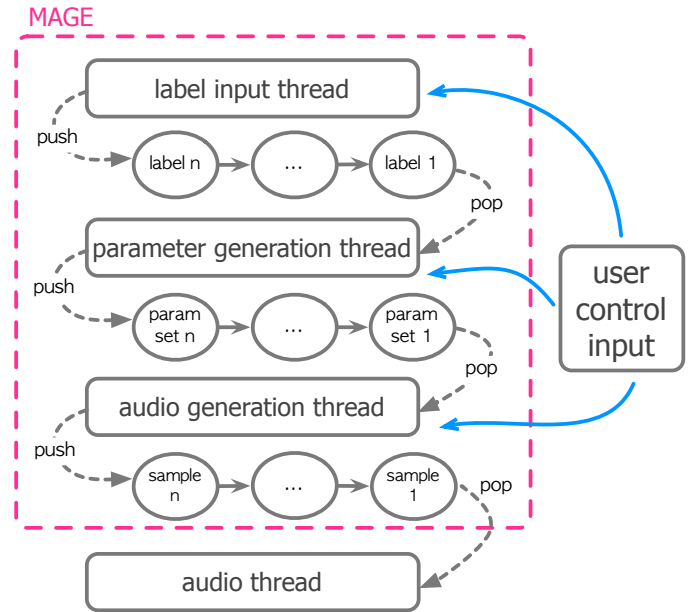 MAGE
label input thread
push
label n
...
label 1
pop
parameter generation thread
push
param
set n
...
param
set 1
pop
user
control
input
audio generation thread
push
sample
n
...
sample
1
pop
audio thread